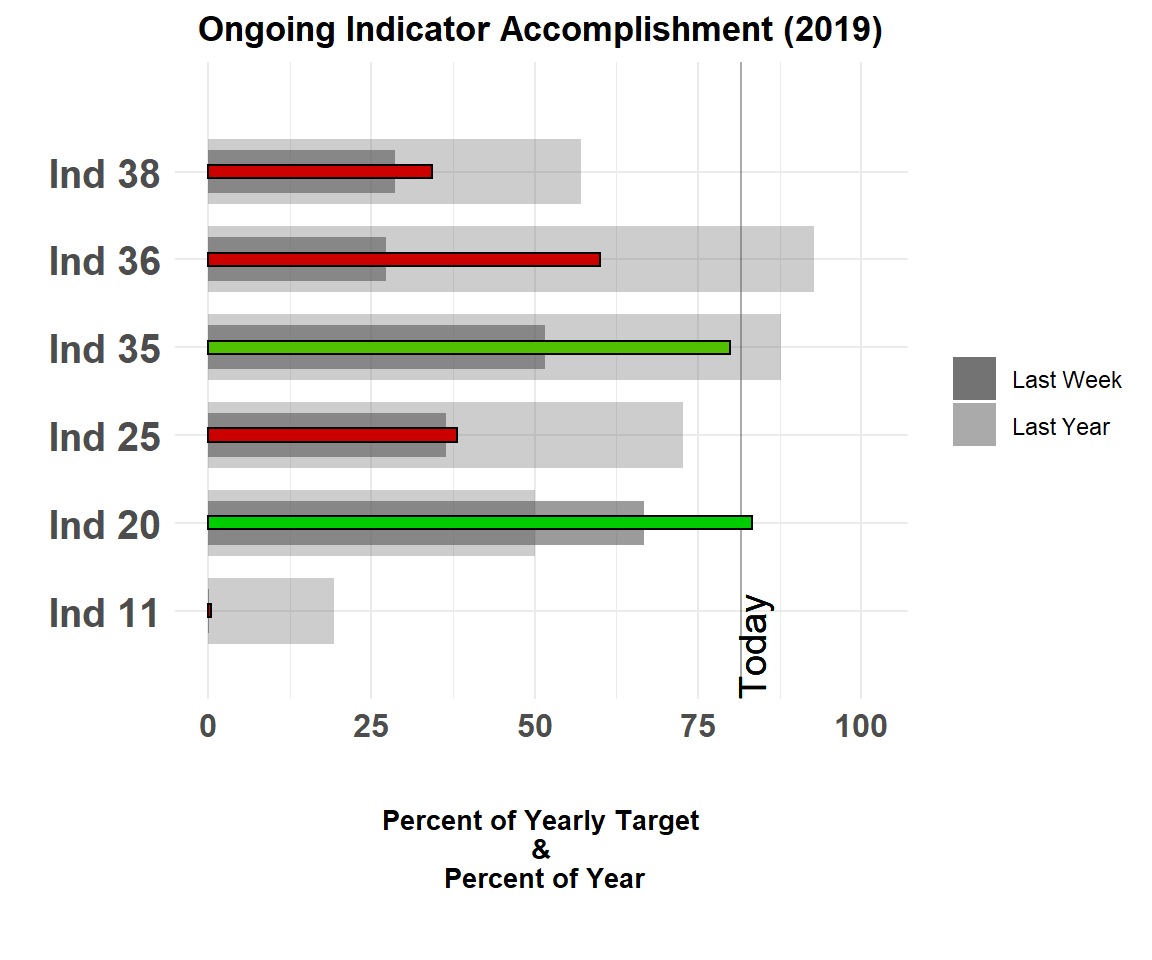 Ongoing Indicator Accomplishment (2019)
Ind 38
Ind 36
Ind 35
Ind 25
Ind 20
Ind 11
Today
0 25 50 75 100
Percent of Yearly Target
&
Percent of Year
Last Week
Last Year